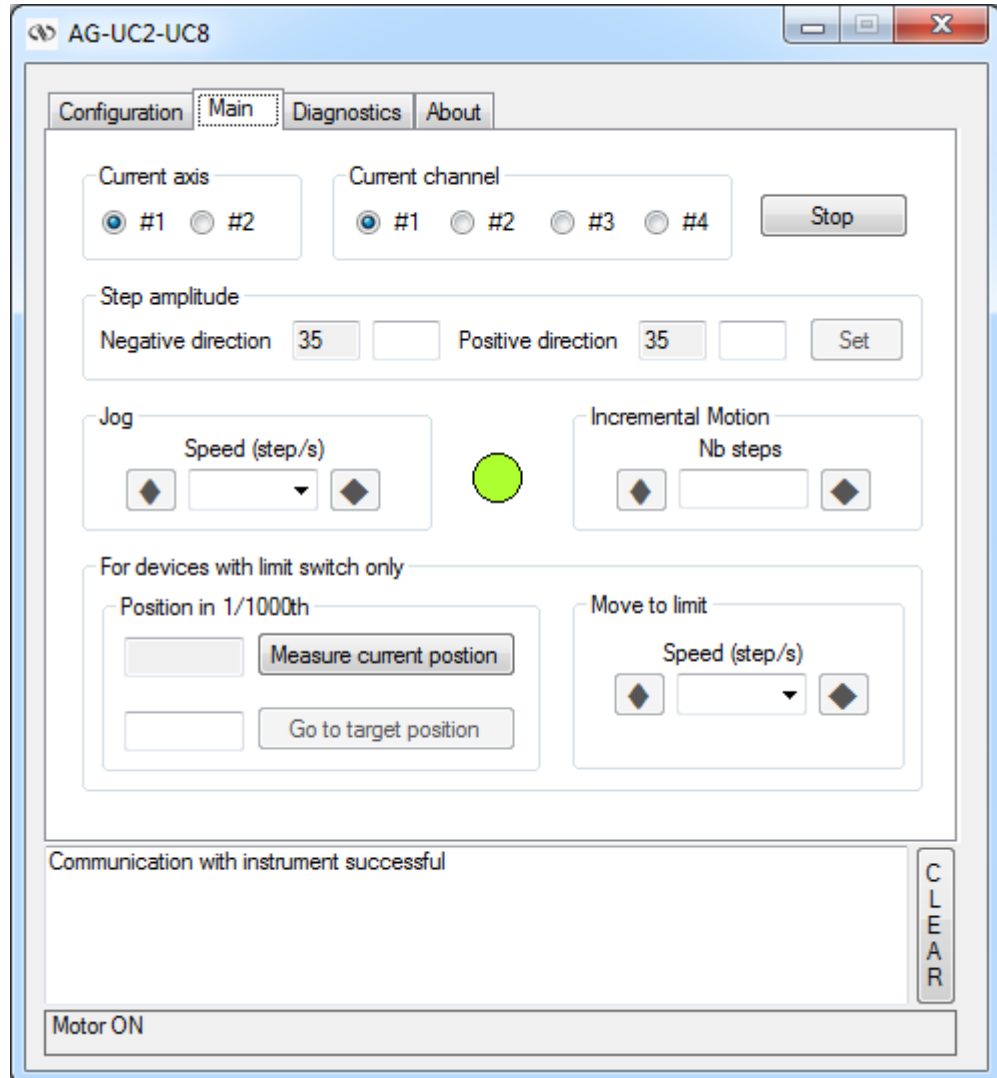 AG-UC2-UC8
Configuration Main Diagnostics About
Current axis Current channel
#1 #2 #1 #2 #3 #4 Stop
Step amplitude
Negative direction 35 Positive direction 35 Set
Jog Incremental Motion
Speed (step/s) Nb steps
For devices with limit switch only
Position in 1/1000th Move to limit
Measure current postion Speed (step/s)
Go to target position
Communication with instrument successful
CLEAR
Motor ON